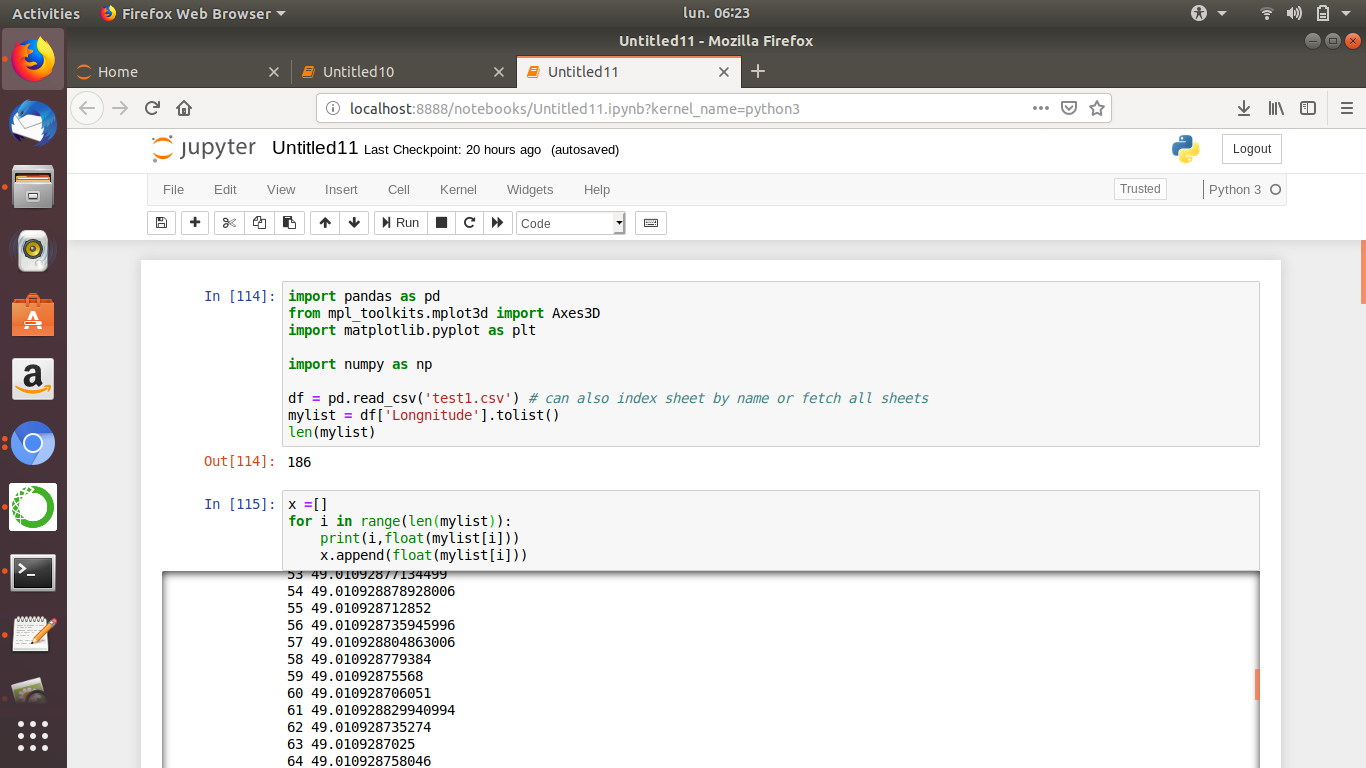 Activities Firefox Web Browser lun. 06:23
Untitled11 - Mozilla Firefox
Home Untitled10 Untitled11
localhost:8888/notebooks/Untitled11.ipynb?kernel_name=python3
jupyter Untitled11 Last Checkpoint: 20 hours ago (autosaved) Logout
File Edit View Insert Cell Kernel Widgets Help Trusted Python 3
Run Code
In [114]: import pandas as pd
from mpl_toolkits.mplot3d import Axes3D
import matplotlib.pyplot as plt
import numpy as np
df = pd.read_csv('test1.csv') # can also index sheet by name or fetch all sheets
mylist = df['Longnitude'].tolist()
len(mylist)
Out[114]: 186
In [115]: x =[]
for i in range(len(mylist)):
    print(i,float(mylist[i]))
    x.append(float(mylist[i]))
53 49.01092877134499
54 49.010928878928006
55 49.010928712852
56 49.010928735945996
57 49.010928804863006
58 49.010928779384
59 49.01092875568
60 49.010928706051
61 49.010928829940994
62 49.010928735274
63 49.0109287025
64 49.010928758046